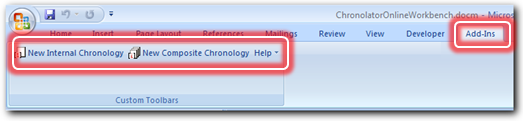 ChronolatorOnlineWorkbench.docm - Micros
Home Insert Page Layout References Mailings Review View Developer Add-Ins
New Internal Chronology New Composite Chronology Help
Custom Toolbars